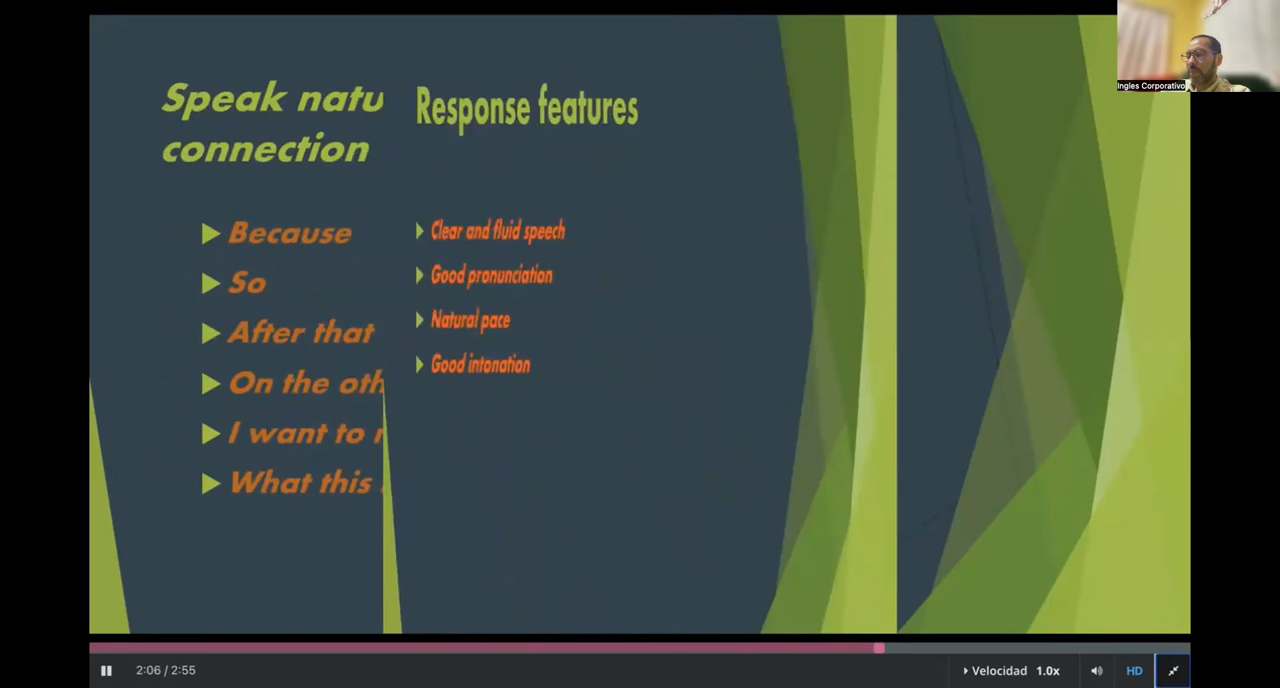 Speak natu
connection
Because
So
After that
On the oth
I want to
What this
Response features
Clear and fluid speech
Good pronunciation
Natural pace
Good intonation
Ingles Corporativo
2:06 / 2:55
Velocidad 1.0x
HD